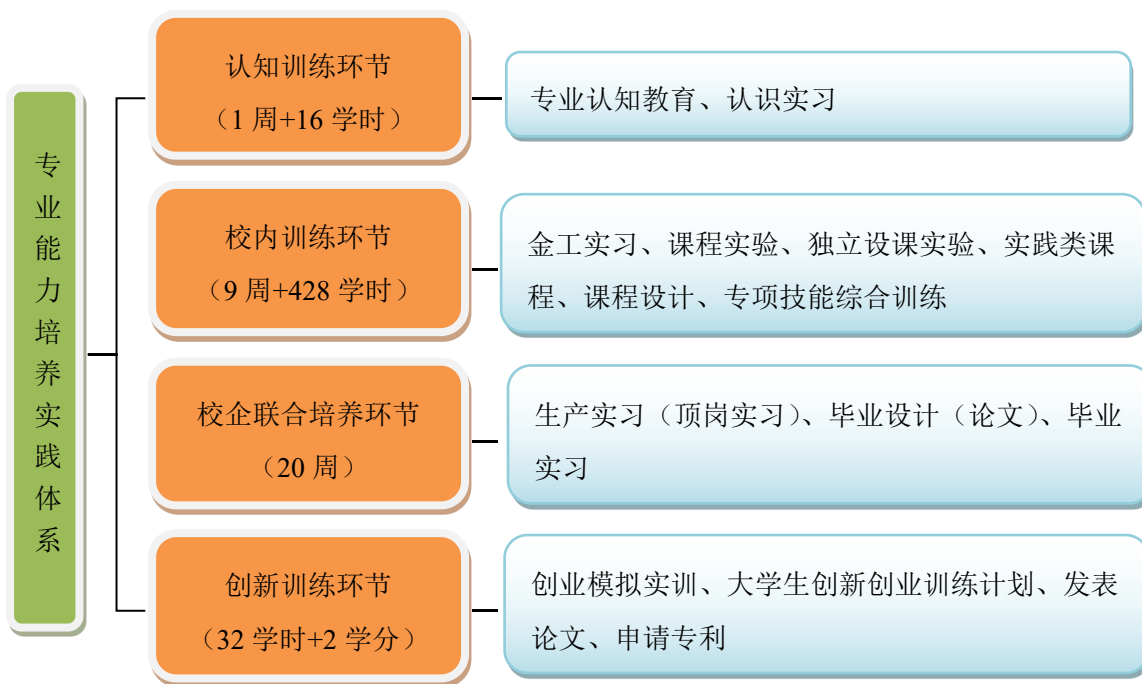 专业能力培养实践体系
认知训练环节
（1 周+16 学时）
专业认知教育、认识实习
校内训练环节
（9 周+428 学时）
金工实习、课程实验、独立设课实验、实践类课
程、课程设计、专项技能综合训练
校企联合培养环节
（20 周）
生产实习（顶岗实习）、毕业设计（论文）、毕业
实习
创新训练环节
（32 学时+2 学分）
创业模拟实训、大学生创新创业训练计划、发表
论文、申请专利